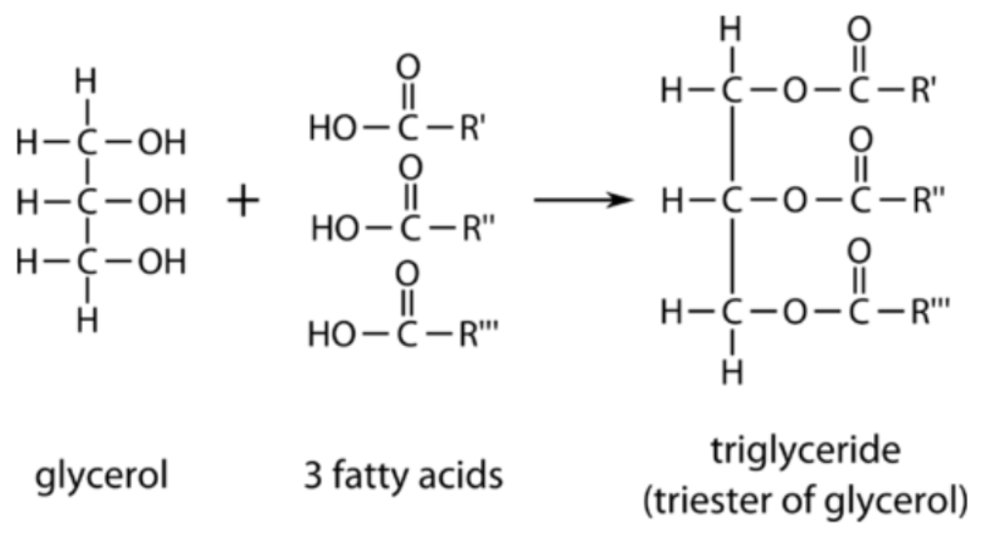 H
H–C–OH
H–C–OH
H–C–OH
H
+
O
HO–C–R'
O
HO–C–R"
O
HO–C–R'''
H
O
H–C–O–C–R'
O
H–C–O–C–R"
O
H–C–O–C–R'''
H
glycerol
3 fatty acids
triglyceride
(triester of glycerol)